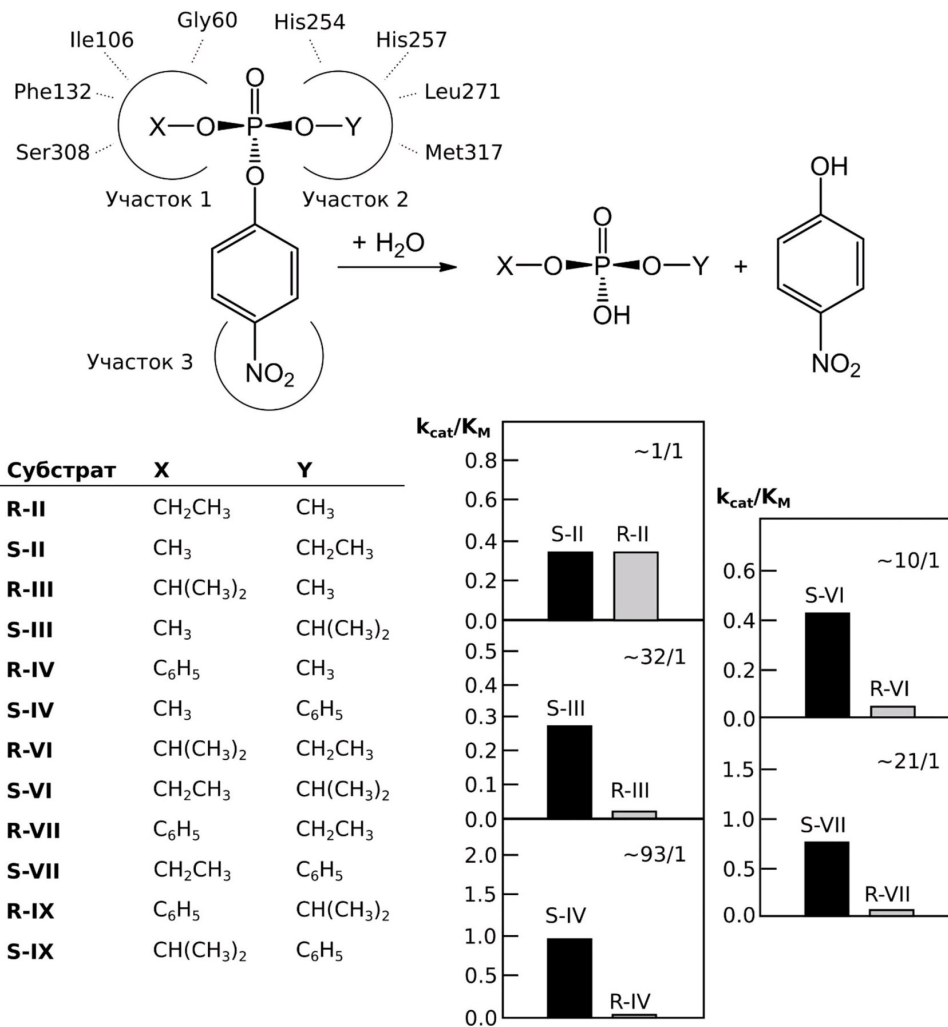 Gly60
His254
Ile106
His257
Phe132
Leu271
Ser308
Met317
O
X—O P O—Y
O
Участок 1
Участок 2
+ H₂O
Участок 3
NO₂
O
X—O P O—Y
OH
+
OH
NO₂
Субстрат X Y
R-II CH₂CH₃ CH₃
S-II CH₃ CH₂CH₃
R-III CH(CH₃)₂ CH₃
S-III CH₃ CH(CH₃)₂
R-IV C₆H₅ CH₃
S-IV CH₃ C₆H₅
R-VI CH(CH₃)₂ CH₂CH₃
S-VI CH₂CH₃ CH(CH₃)₂
R-VII C₆H₅ CH₂CH₃
S-VII CH₂CH₃ C₆H₅
R-IX C₆H₅ CH(CH₃)₂
S-IX CH(CH₃)₂ C₆H₅
kcat/KM
~1/1
0.8
0.6
0.4
0.2
0.0
S-II R-II
~32/1
0.5
0.4
0.3
0.2
0.1
0.0
S-III
R-III
~93/1
2.0
1.5
1.0
0.5
0.0
S-IV
R-IV
kcat/KM
~10/1
0.6
0.4
0.2
0.0
S-VI
R-VI
~21/1
1.5
1.0
0.5
0.0
S-VII
R-VII